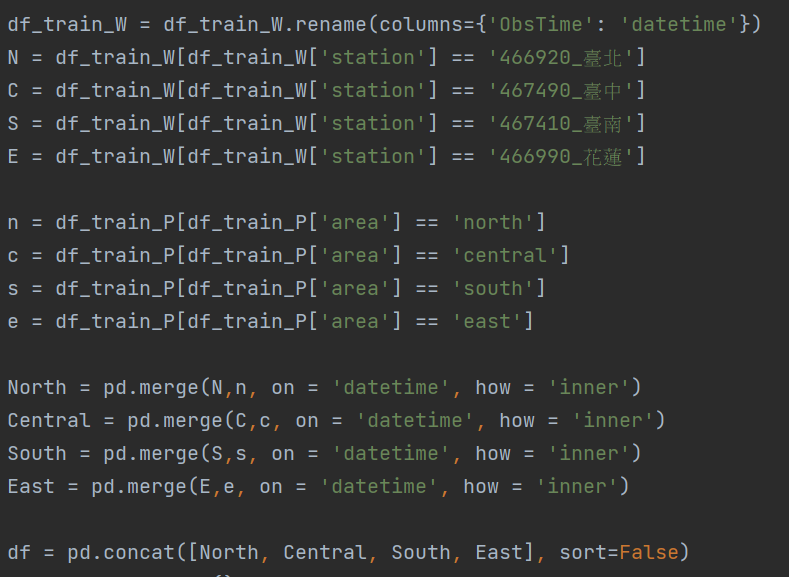 df_train_W = df_train_W.rename(columns={'ObsTime': 'datetime'})
N = df_train_W[df_train_W['station'] == '466920_臺北']
C = df_train_W[df_train_W['station'] == '467490_臺中']
S = df_train_W[df_train_W['station'] == '467410_臺南']
E = df_train_W[df_train_W['station'] == '466990_花蓮']
n = df_train_P[df_train_P['area'] == 'north']
c = df_train_P[df_train_P['area'] == 'central']
s = df_train_P[df_train_P['area'] == 'south']
e = df_train_P[df_train_P['area'] == 'east']
North = pd.merge(N,n, on = 'datetime', how = 'inner')
Central = pd.merge(C,c, on = 'datetime', how = 'inner')
South = pd.merge(S,s, on = 'datetime', how = 'inner')
East = pd.merge(E,e, on = 'datetime', how = 'inner')
df = pd.concat([North, Central, South, East], sort=False)